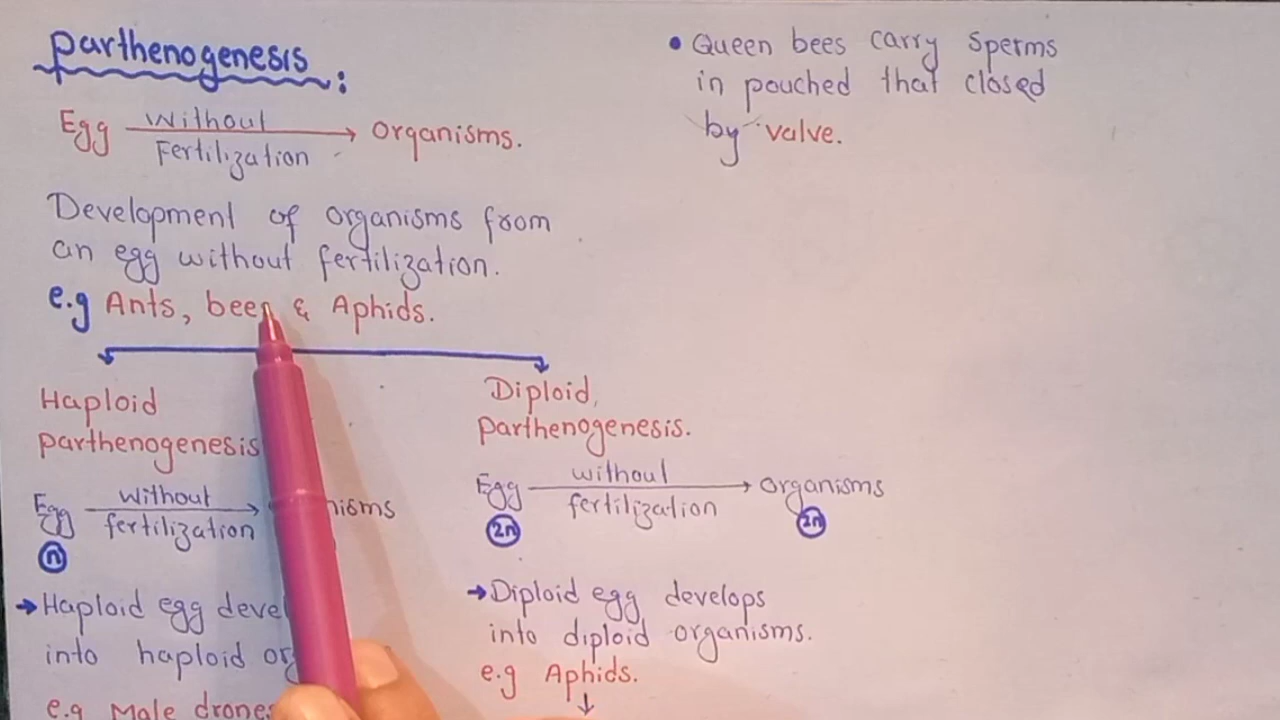 Parthenogenesis :
Egg without Fertilization → Organisms.
Development of organisms from
an egg without fertilization.
e.g Ants, bees & Aphids.
Haploid
parthenogenesis
Egg without fertilization →
n
→ Haploid egg
into haploid
e.g Male drones
Diploid
parthenogenesis.
Egg without fertilization → Organisms
2n 2n
→ Diploid egg develops
into diploid organisms.
e.g Aphids.
↓
• Queen bees carry sperms
in pouched that closed
by valve.